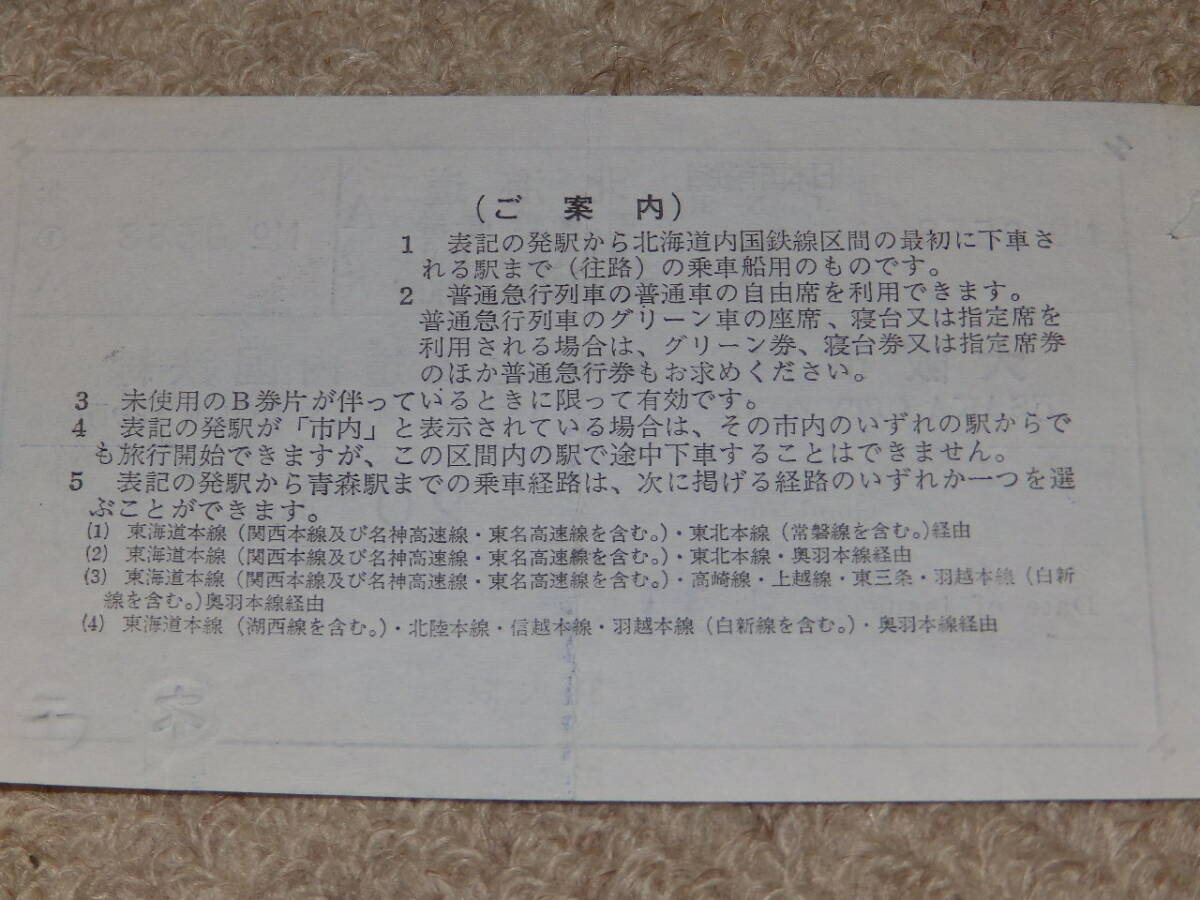 (ご案内)
1 表記の発駅から北海道内国鉄線区間の最初に下車さ
れる駅まで(往路)の乗車船用のものです。
2 普通急行列車の普通車の自由席を利用できます。
普通急行列車のグリーン車の座席、寝台又は指定席を
利用される場合は、グリーン券、寝台券又は指定席券
のほか普通急行券もお求めください。
3 未使用のB券片が伴っているときに限って有効です。
4 表記の発駅が「市内」と表示されている場合は、その市内のいずれの駅からで
も旅行開始できますが、この区間内の駅で途中下車することはできません。
5 表記の発駅から青森駅までの乗車経路は、次に掲げる経路のいずれか一つを選
ぶことができます。
(1) 東海道本線(関西本線及び名神高速線・東名高速線を含む。)・東北本線(常磐線を含む。)経由
(2) 東海道本線(関西本線及び名神高速線・東名高速線を含む。)・東北本線・奥羽本線経由
(3) 東海道本線(関西本線及び名神高速線・東名高速線を含む。)・高崎線・上越線・東三条・羽越本線(白新
線を含む。)奥羽本線経由
(4) 東海道本線(湖西線を含む。)・北陸本線・信越本線・羽越本線(白新線を含む。)・奥羽本線経由